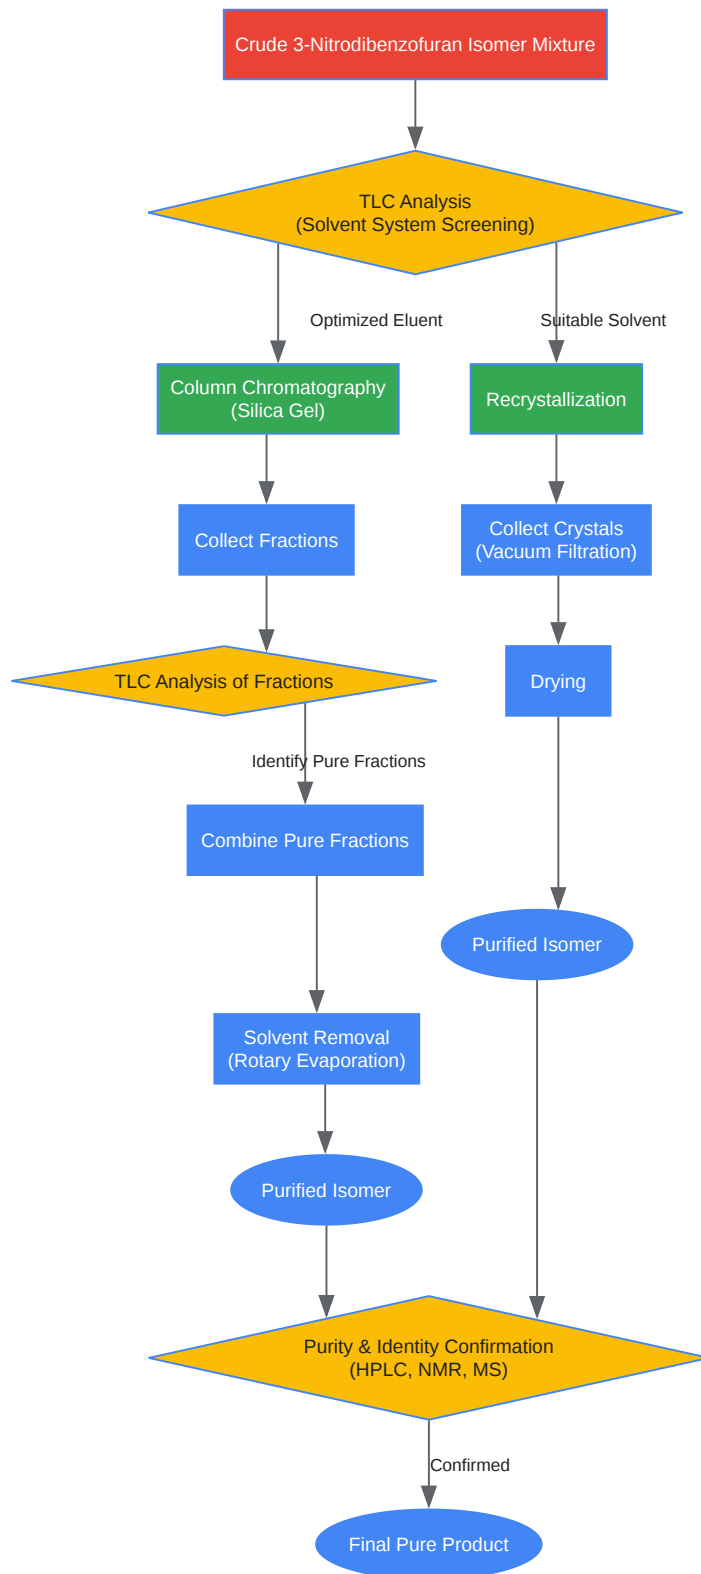 Crude 3-Nitrodibenzofuran Isomer Mixture
TLC Analysis
(Solvent System Screening)
Optimized Eluent
Suitable Solvent
Column Chromatography
(Silica Gel)
Recrystallization
Collect Fractions
Collect Crystals
(Vacuum Filtration)
TLC Analysis of Fractions
Drying
Identify Pure Fractions
Combine Pure Fractions
Purified Isomer
Solvent Removal
(Rotary Evaporation)
Purified Isomer
Purity & Identity Confirmation
(HPLC, NMR, MS)
Confirmed
Final Pure Product